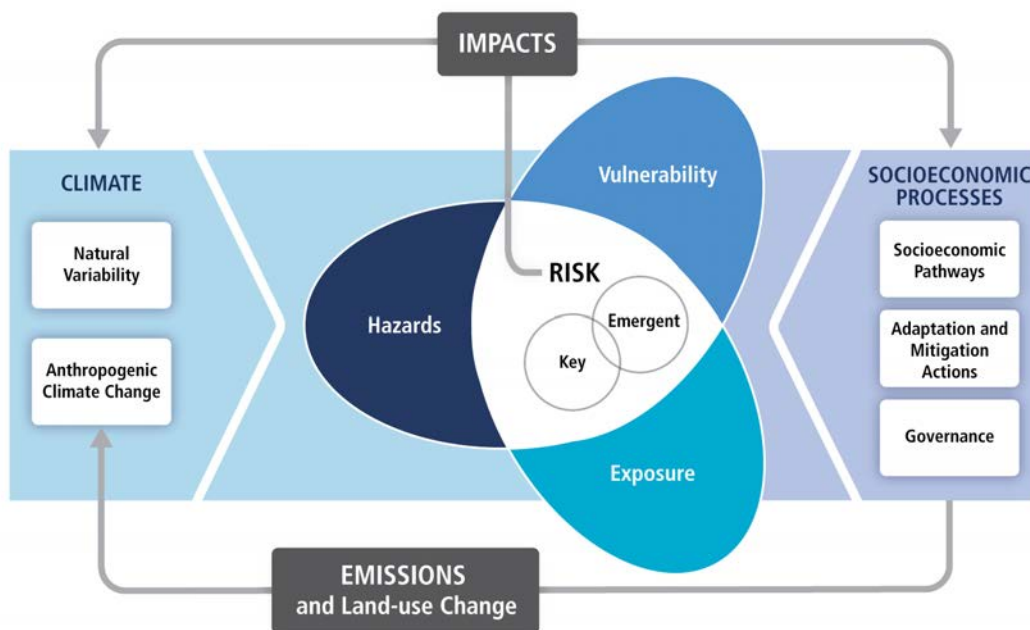 IMPACTS
CLIMATE
Natural
Variability
Anthropogenic
Climate Change
Vulnerability
Hazards
RISK
Emergent
Key
Exposure
SOCIOECONOMIC
PROCESSES
Socioeconomic
Pathways
Adaptation and
Mitigation
Actions
Governance
EMISSIONS
and Land-use Change